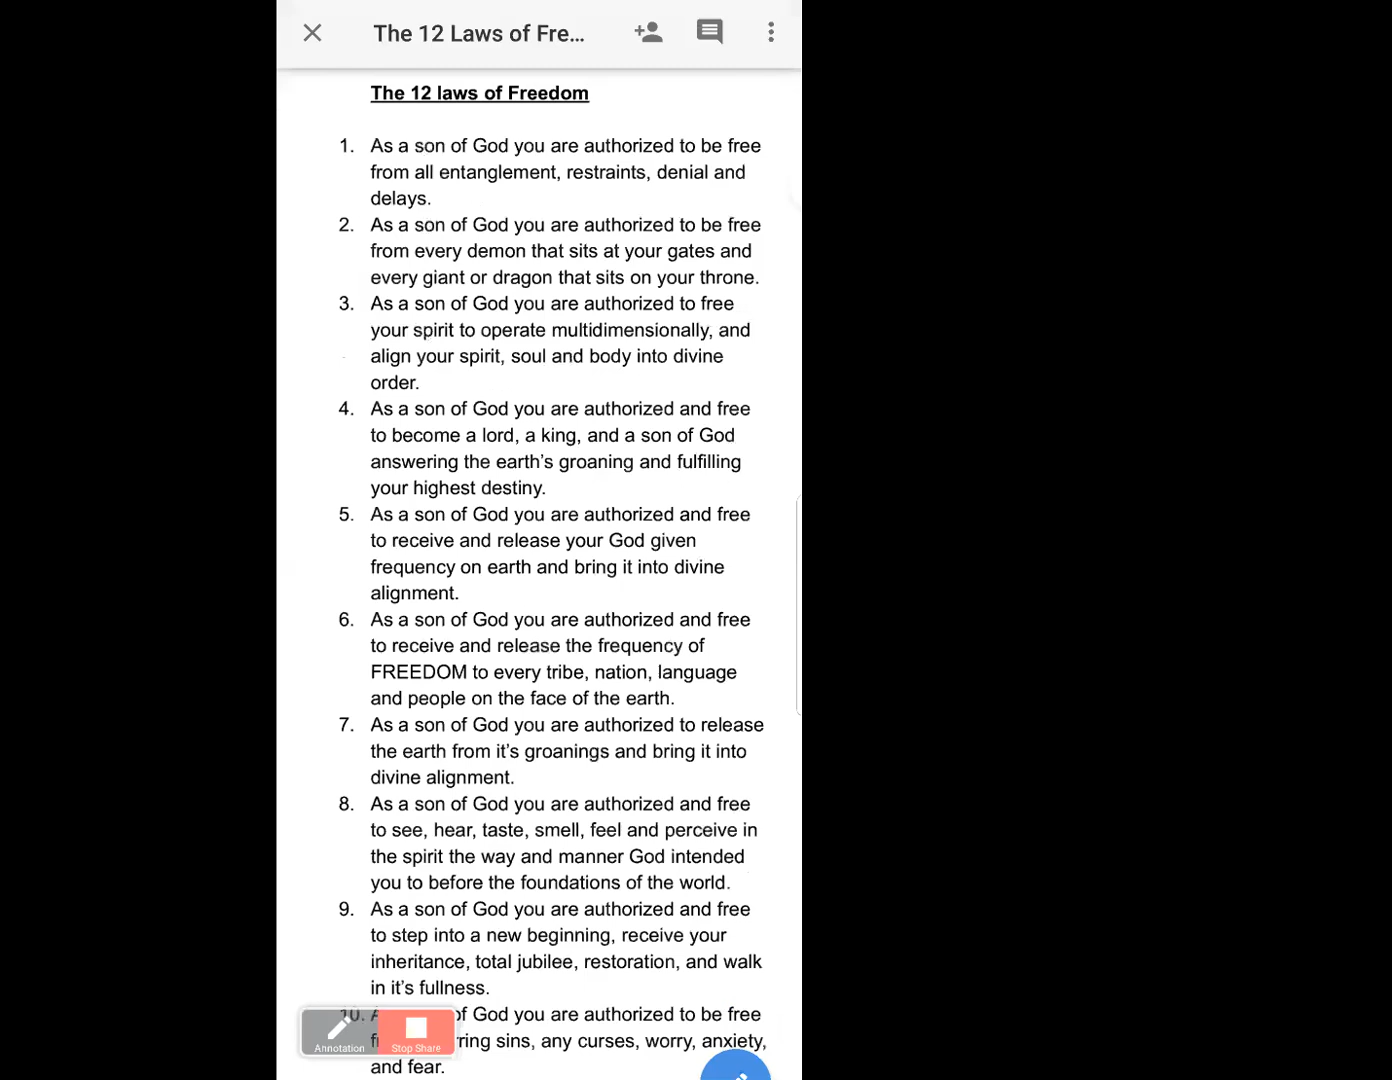 The 12 Laws of Fre...
The 12 laws of Freedom
1. As a son of God you are authorized to be free
from all entanglement, restraints, denial and
delays.
2. As a son of God you are authorized to be free
from every demon that sits at your gates and
every giant or dragon that sits on your throne.
3. As a son of God you are authorized to free
your spirit to operate multidimensionally, and
align your spirit, soul and body into divine
order.
4. As a son of God you are authorized and free
to become a lord, a king, and a son of God
answering the earth's groaning and fulfilling
your highest destiny.
5. As a son of God you are authorized and free
to receive and release your God given
frequency on earth and bring it into divine
alignment.
6. As a son of God you are authorized and free
to receive and release the frequency of
FREEDOM to every tribe, nation, language
and people on the face of the earth.
7. As a son of God you are authorized to release
the earth from it's groanings and bring it into
divine alignment.
8. As a son of God you are authorized and free
to see, hear, taste, smell, feel and perceive in
the spirit the way and manner God intended
you to before the foundations of the world.
9. As a son of God you are authorized and free
to step into a new beginning, receive your
inheritance, total jubilee, restoration, and walk
in it's fullness.
10. of God you are authorized to be free
sins, any curses, worry, anxiety,
and fear.
Annotation Stop Share